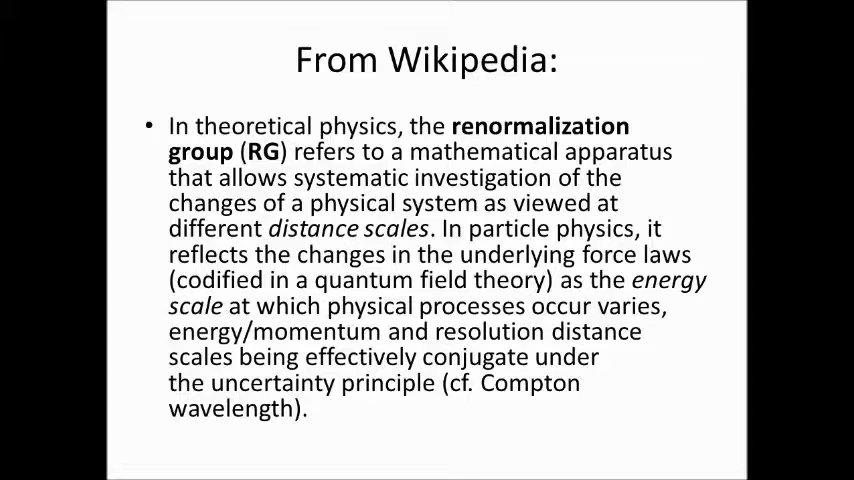 From Wikipedia:
• In theoretical physics, the renormalization
group (RG) refers to a mathematical apparatus
that allows systematic investigation of the
changes of a physical system as viewed at
different distance scales. In particle physics, it
reflects the changes in the underlying force laws
(codified in a quantum field theory) as the energy
scale at which physical processes occur varies,
energy/momentum and resolution distance
scales being effectively conjugate under
the uncertainty principle (cf. Compton
wavelength).